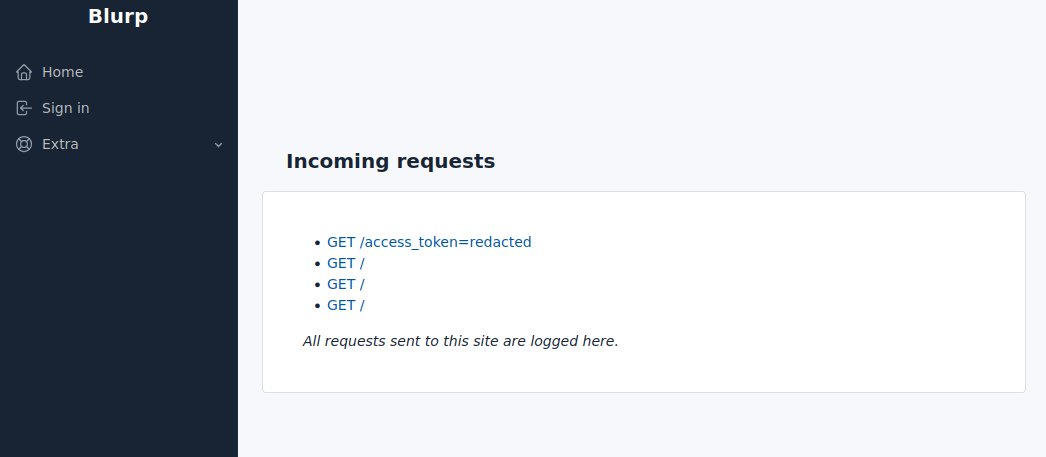 Blurp
Home
Sign in
Extra
Incoming requests
GET /access_token=redacted
GET /
GET /
GET /
All requests sent to this site are logged here.